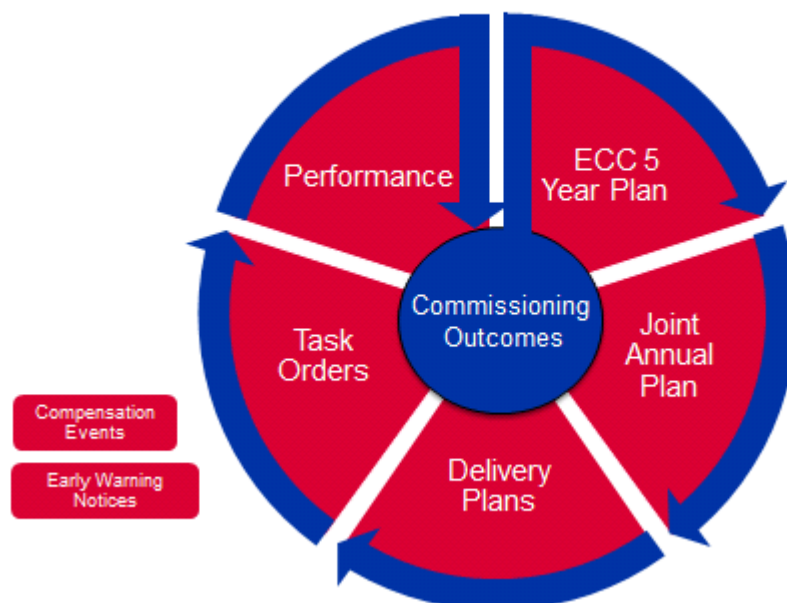 Performance
ECC 5
Year Plan
Commissioning
Outcomes
Joint
Annual
Plan
Task
Orders
Delivery
Plans
Compensation
Events
Early Warning
Notices